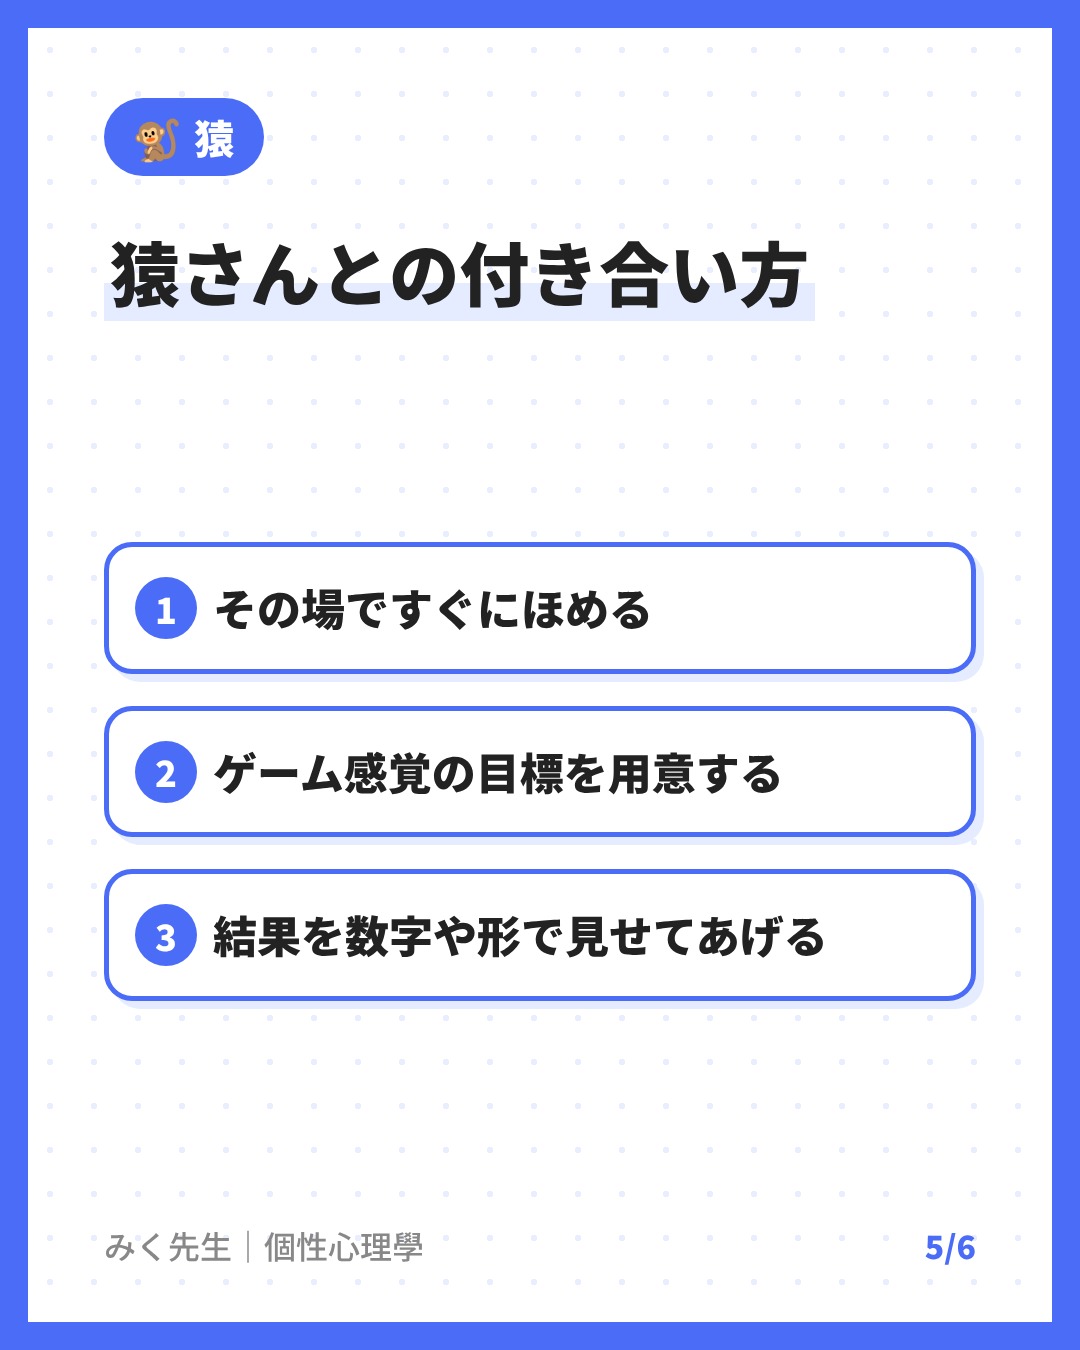 🐒 猿
猿さんとの付き合い方
1 その場ですぐにほめる
2 ゲーム感覚の目標を用意する
3 結果を数字や形で見せてあげる
みく先生｜個性心理學
5/6